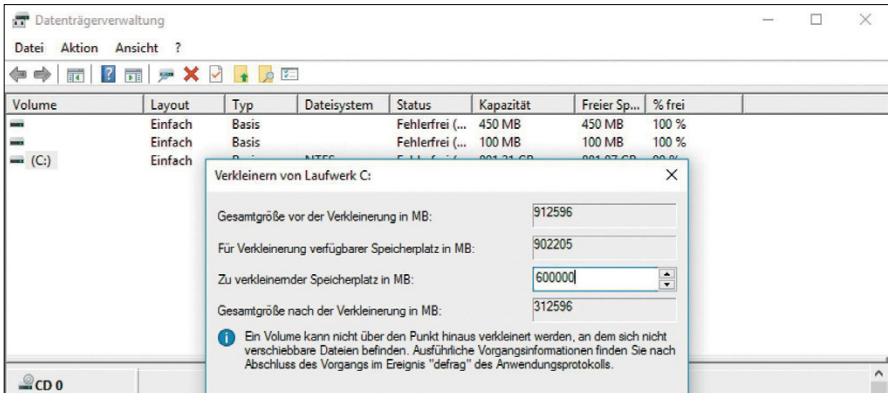 Datenträgerverwaltung
Datei Aktion Ansicht ?
Volume Layout Typ Dateisystem Status Kapazität Freier Sp... % frei
Einfach Basis Fehlerfrei (... 450 MB 450 MB 100 %
Einfach Basis Fehlerfrei (... 100 MB 100 MB 100 %
(C:) Einfach
Verkleinern von Laufwerk C:
Gesamtgröße vor der Verkleinerung in MB: 912596
Für Verkleinerung verfügbarer Speicherplatz in MB: 902205
Zu verkleinernder Speicherplatz in MB: 600000
Gesamtgröße nach der Verkleinerung in MB: 312596
Ein Volume kann nicht über den Punkt hinaus verkleinert werden, an dem sich nicht
verschiebbare Dateien befinden. Ausführliche Vorgangsinformationen finden Sie nach
Abschluss des Vorgangs im Ereignis "defrag" des Anwendungsprotokolls.
CD 0